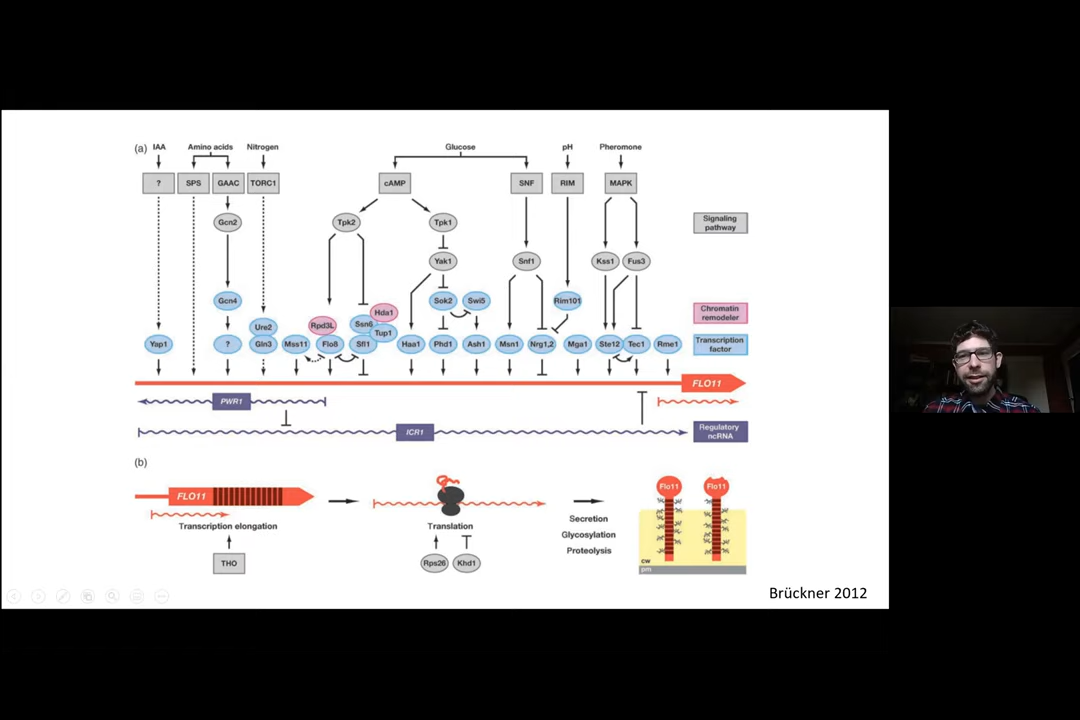 (a) IAA Amino acids Nitrogen Glucose pH Pheromone
? SPS GAAC TORC1 cAMP SNF RIM MAPK
Signaling
pathway
Gcn2 Tpk2 Tpk1
Yak1 Snf1 Kss1 Fus3
Gcn4 Sok2 Swi5 Rim101
Hda1
Chromatin
remodeler
Ure2 Rpd3L Ssn6
Tup1
Yap1 ? Gln3 Mss11 Flo8 Sfl1 Haa1 Phd1 Ash1 Msn1 Nrg1,2 Mga1 Ste12 Tec1 Rme1
Transcription
factor
FLO11
PWR1
ICR1
Regulatory
ncRNA
(b)
FLO11
Transcription elongation
THO
Translation
Rps26 Khd1
Secretion
Glycosylation
Proteolysis
Flo11 Flo11
cw
pm
Brückner 2012